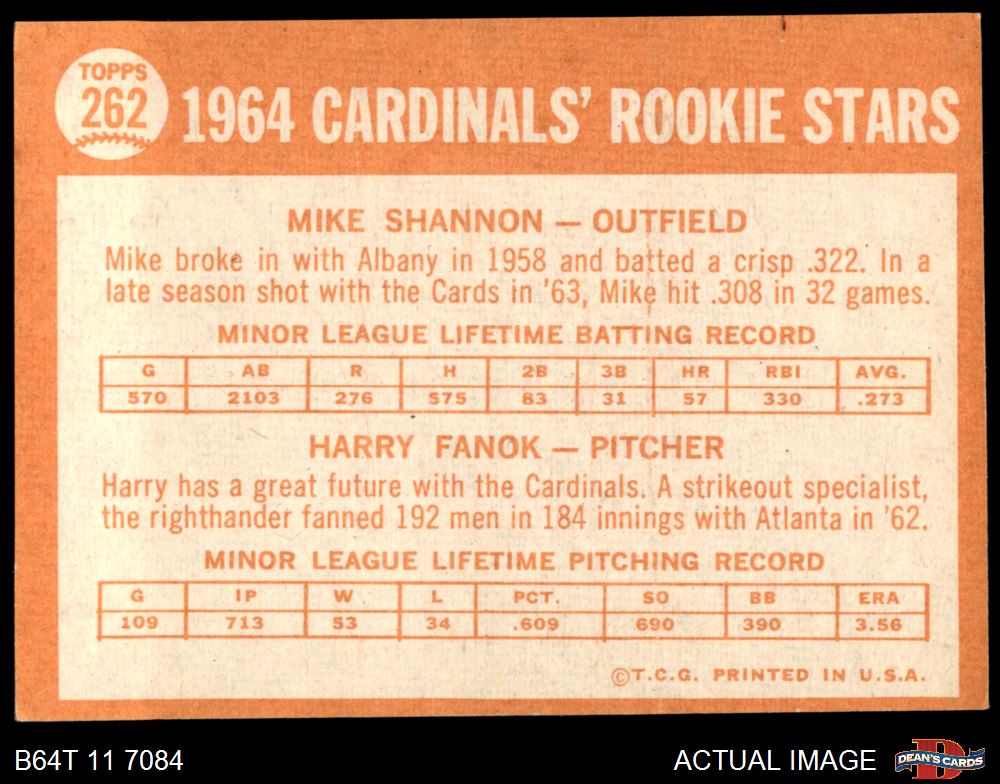 TOPPS
262
1964 CARDINALS' ROOKIE STARS
MIKE SHANNON — OUTFIELD
Mike broke in with Albany in 1958 and batted a crisp .322. In a
late season shot with the Cards in '63, Mike hit .308 in 32 games.
MINOR LEAGUE LIFETIME BATTING RECORD
G AB R H 2B 3B HR RBI AVG.
570 2103 276 575 83 31 57 330 .273
HARRY FANOK — PITCHER
Harry has a great future with the Cardinals. A strikeout specialist,
the righthander fanned 192 men in 184 innings with Atlanta in '62.
MINOR LEAGUE LIFETIME PITCHING RECORD
G IP W L PCT. SO BB ERA
109 713 53 34 .609 690 390 3.56
©T.C.G. PRINTED IN U.S.A.
B64T 11 7084
ACTUAL IMAGE
DEAN'S CARDS